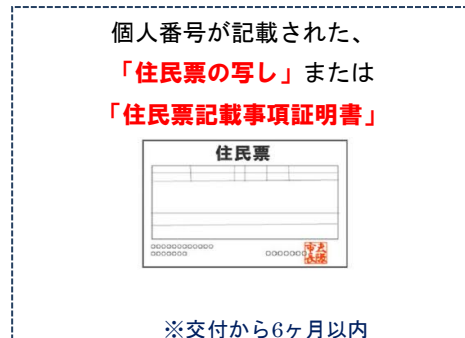 個人番号が記載された、
「住民票の写し」または
「住民票記載事項証明書」
住民票
※交付から6ヶ月以内